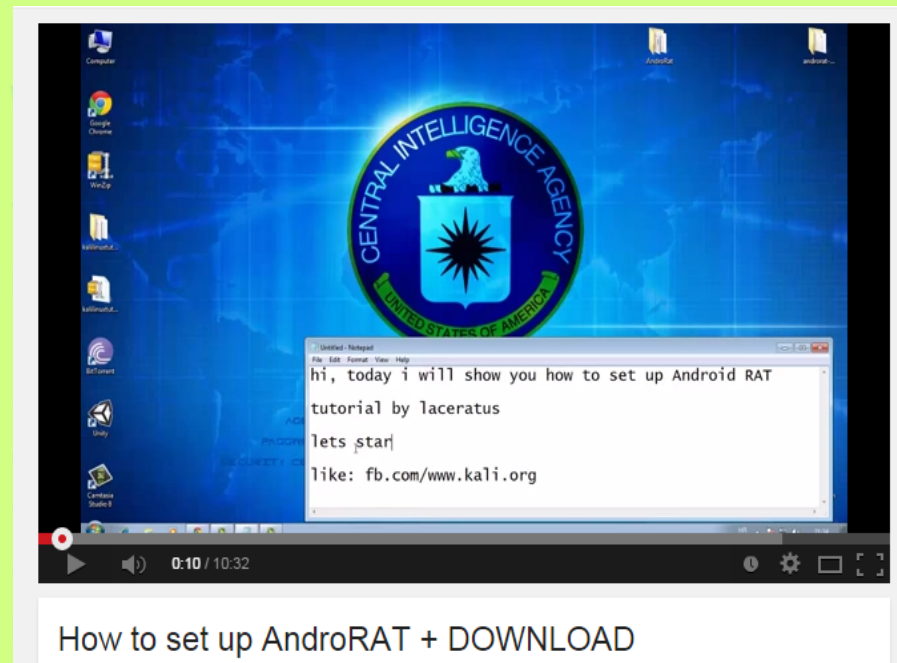 Computer
AndroRat
androrat-...
Google
Chrome
WinZip
CENTRAL INTELLIGENCE AGENCY
UNITED STATES OF AMERICA
BitTorrent
Untitled - Notepad
File Edit Format View Help
hi, today i will show you how to set up Android RAT
tutorial by laceratus
lets star
like: fb.com/www.kali.org
Unity
Camtasia
Studio 8
0:10 / 10:32
How to set up AndroRAT + DOWNLOAD